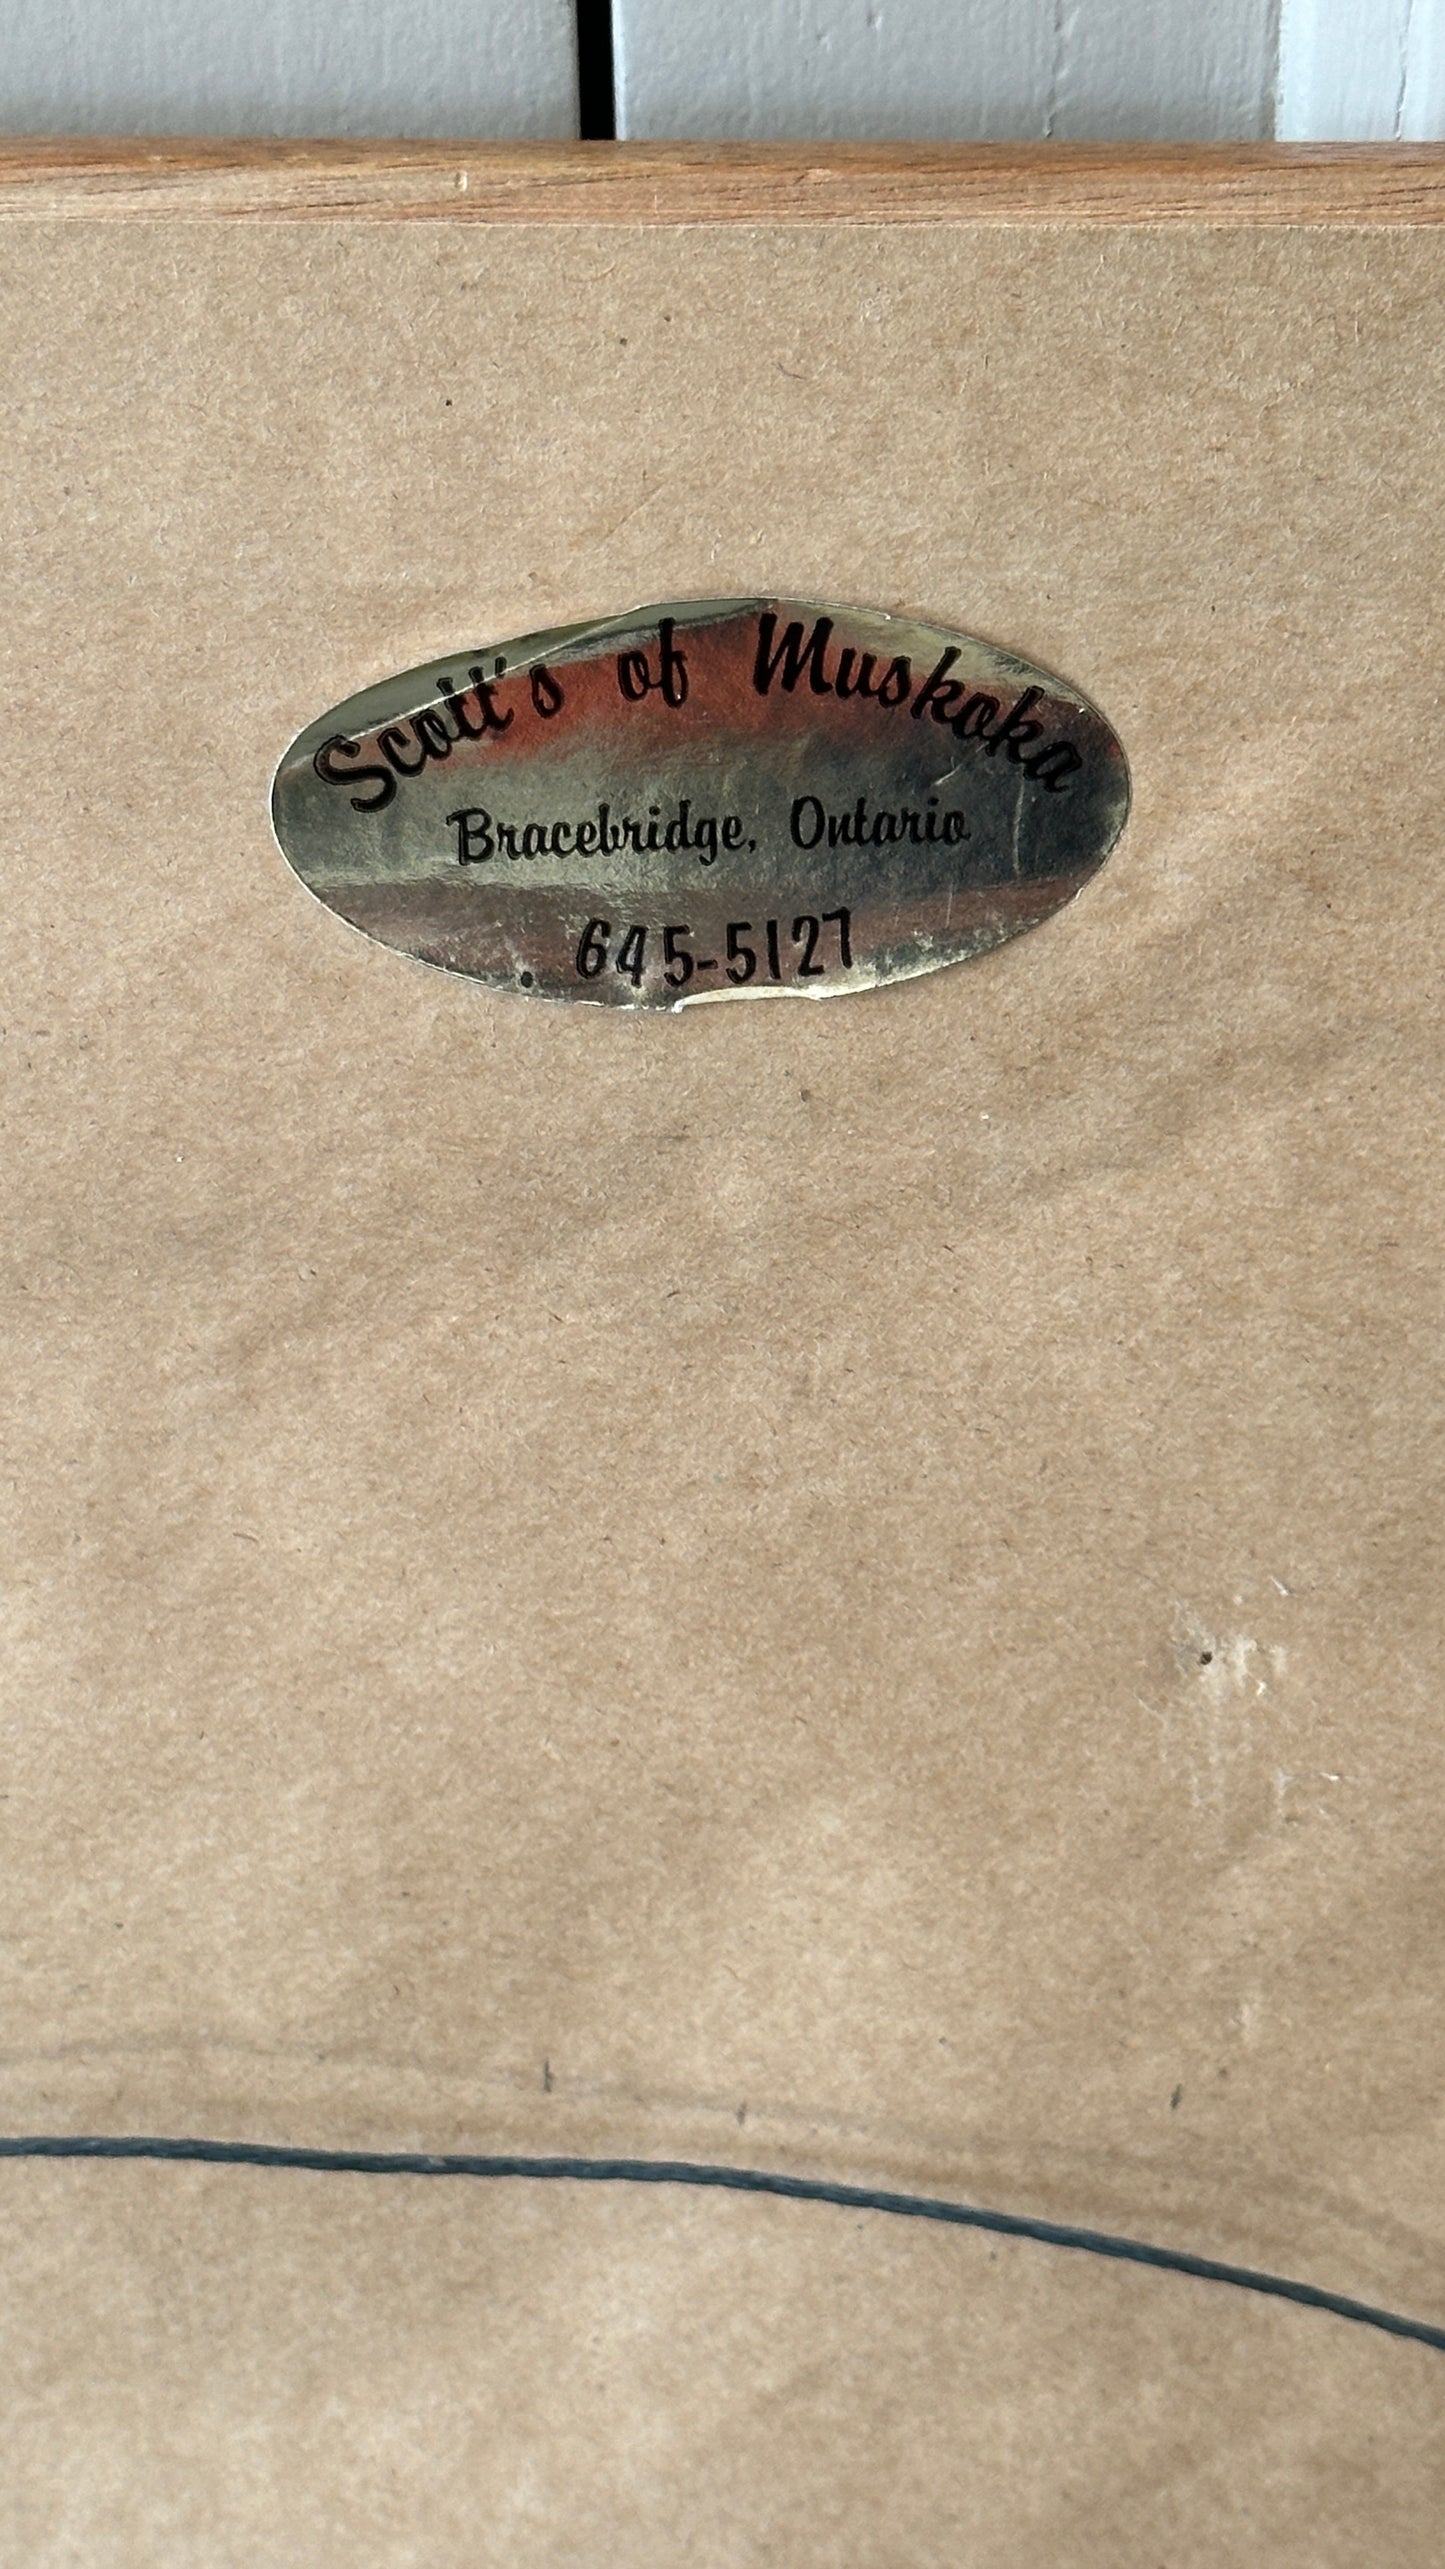 Scott's of Muskoka
Bracebridge, Ontario
645-5127